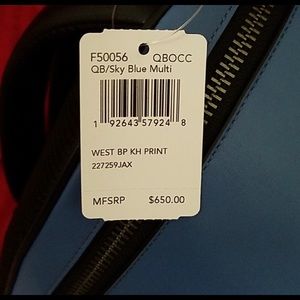 F50056 QBOCC
QB/Sky Blue Multi
1 92643 57924 8
WEST BP KH PRINT
227259JAX
MFSRP $650.00